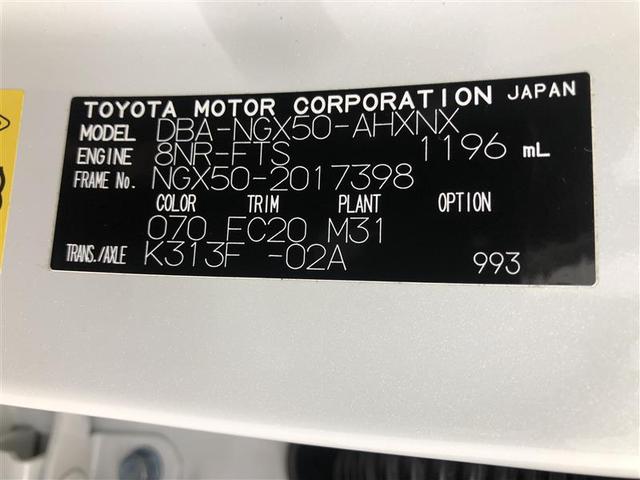 TOYOTA MOTOR CORPORATION JAPAN
MODEL DBA-NGX50-AHXNX
ENGINE 8NR-FTS 1196 mL
FRAME No. NGX50-2017398
COLOR TRIM PLANT OPTION
070 FC20 M31
TRANS./AXLE K313F -02A 993